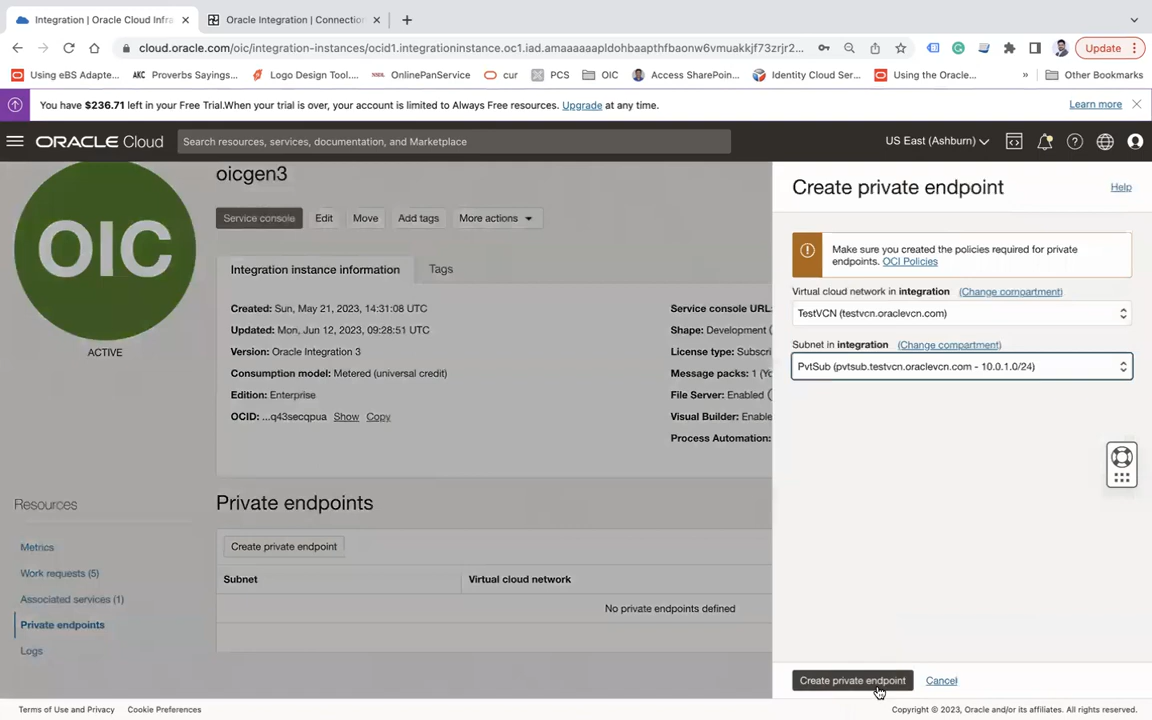 Integration | Oracle Cloud Infra
Oracle Integration | Connectio
cloud.oracle.com/oic/integration-instances/ocid1.integrationinstance.oc1.iad.amaaaaaapldohbaapthfbaonw6vmuakkjf73zrjr2...
Update
Using eBS Adapte...
AKC Proverbs Sayings...
Logo Design Tool....
OnlinePanService
cur
PCS
OIC
Access SharePoin...
Identity Cloud Ser...
Using the Oracle...
»
Other Bookmarks
You have $236.71 left in your Free Trial.When your trial is over, your account is limited to Always Free resources. Upgrade at any time.
Learn more
ORACLE Cloud
Search resources, services, documentation, and Marketplace
US East (Ashburn)
OIC
ACTIVE
oicgen3
Service console
Edit
Move
Add tags
More actions
Integration instance information
Tags
Created: Sun, May 21, 2023, 14:31:08 UTC
Updated: Mon, Jun 12, 2023, 09:28:51 UTC
Version: Oracle Integration 3
Consumption model: Metered (universal credit)
Edition: Enterprise
OCID: ...q43secqpua Show Copy
Service console URL:
Shape: Development (
License type: Subscri
Message packs: 1 (
File Server: Enabled (
Visual Builder: Enable
Process Automation:
Resources
Metrics
Work requests (5)
Associated services (1)
Private endpoints
Logs
Private endpoints
Create private endpoint
Subnet
Virtual cloud network
No private endpoints defined
Create private endpoint
Help
Make sure you created the policies required for private
endpoints. OCI Policies
Virtual cloud network in integration (Change compartment)
TestVCN (testvcn.oraclevcn.com)
Subnet in integration (Change compartment)
PvtSub (pvtsub.testvcn.oraclevcn.com - 10.0.1.0/24)
Create private endpoint
Cancel
Terms of Use and Privacy
Cookie Preferences
Copyright © 2023, Oracle and/or its affiliates. All rights reserved.